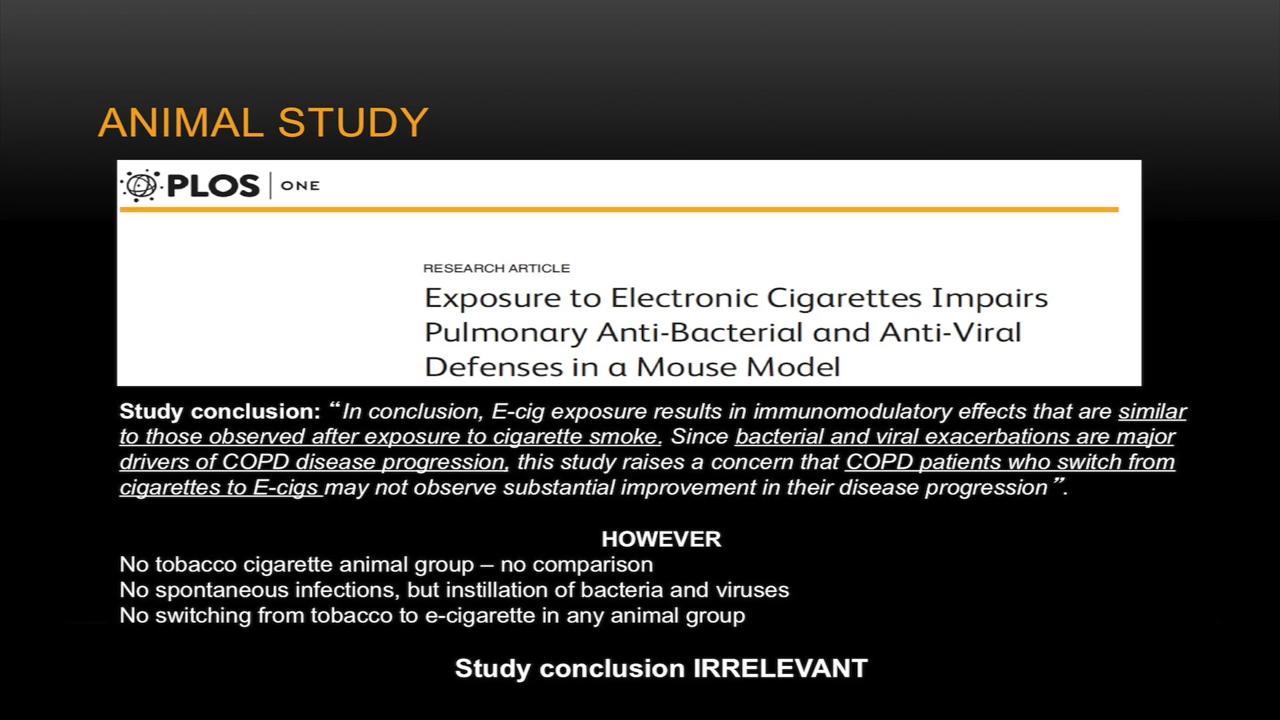 ANIMAL STUDY
PLOS | ONE
RESEARCH ARTICLE
Exposure to Electronic Cigarettes Impairs
Pulmonary Anti-Bacterial and Anti-Viral
Defenses in a Mouse Model
Study conclusion: “In conclusion, E-cig exposure results in immunomodulatory effects that are similar
to those observed after exposure to cigarette smoke. Since bacterial and viral exacerbations are major
drivers of COPD disease progression, this study raises a concern that COPD patients who switch from
cigarettes to E-cigs may not observe substantial improvement in their disease progression”.
HOWEVER
No tobacco cigarette animal group – no comparison
No spontaneous infections, but instillation of bacteria and viruses
No switching from tobacco to e-cigarette in any animal group
Study conclusion IRRELEVANT